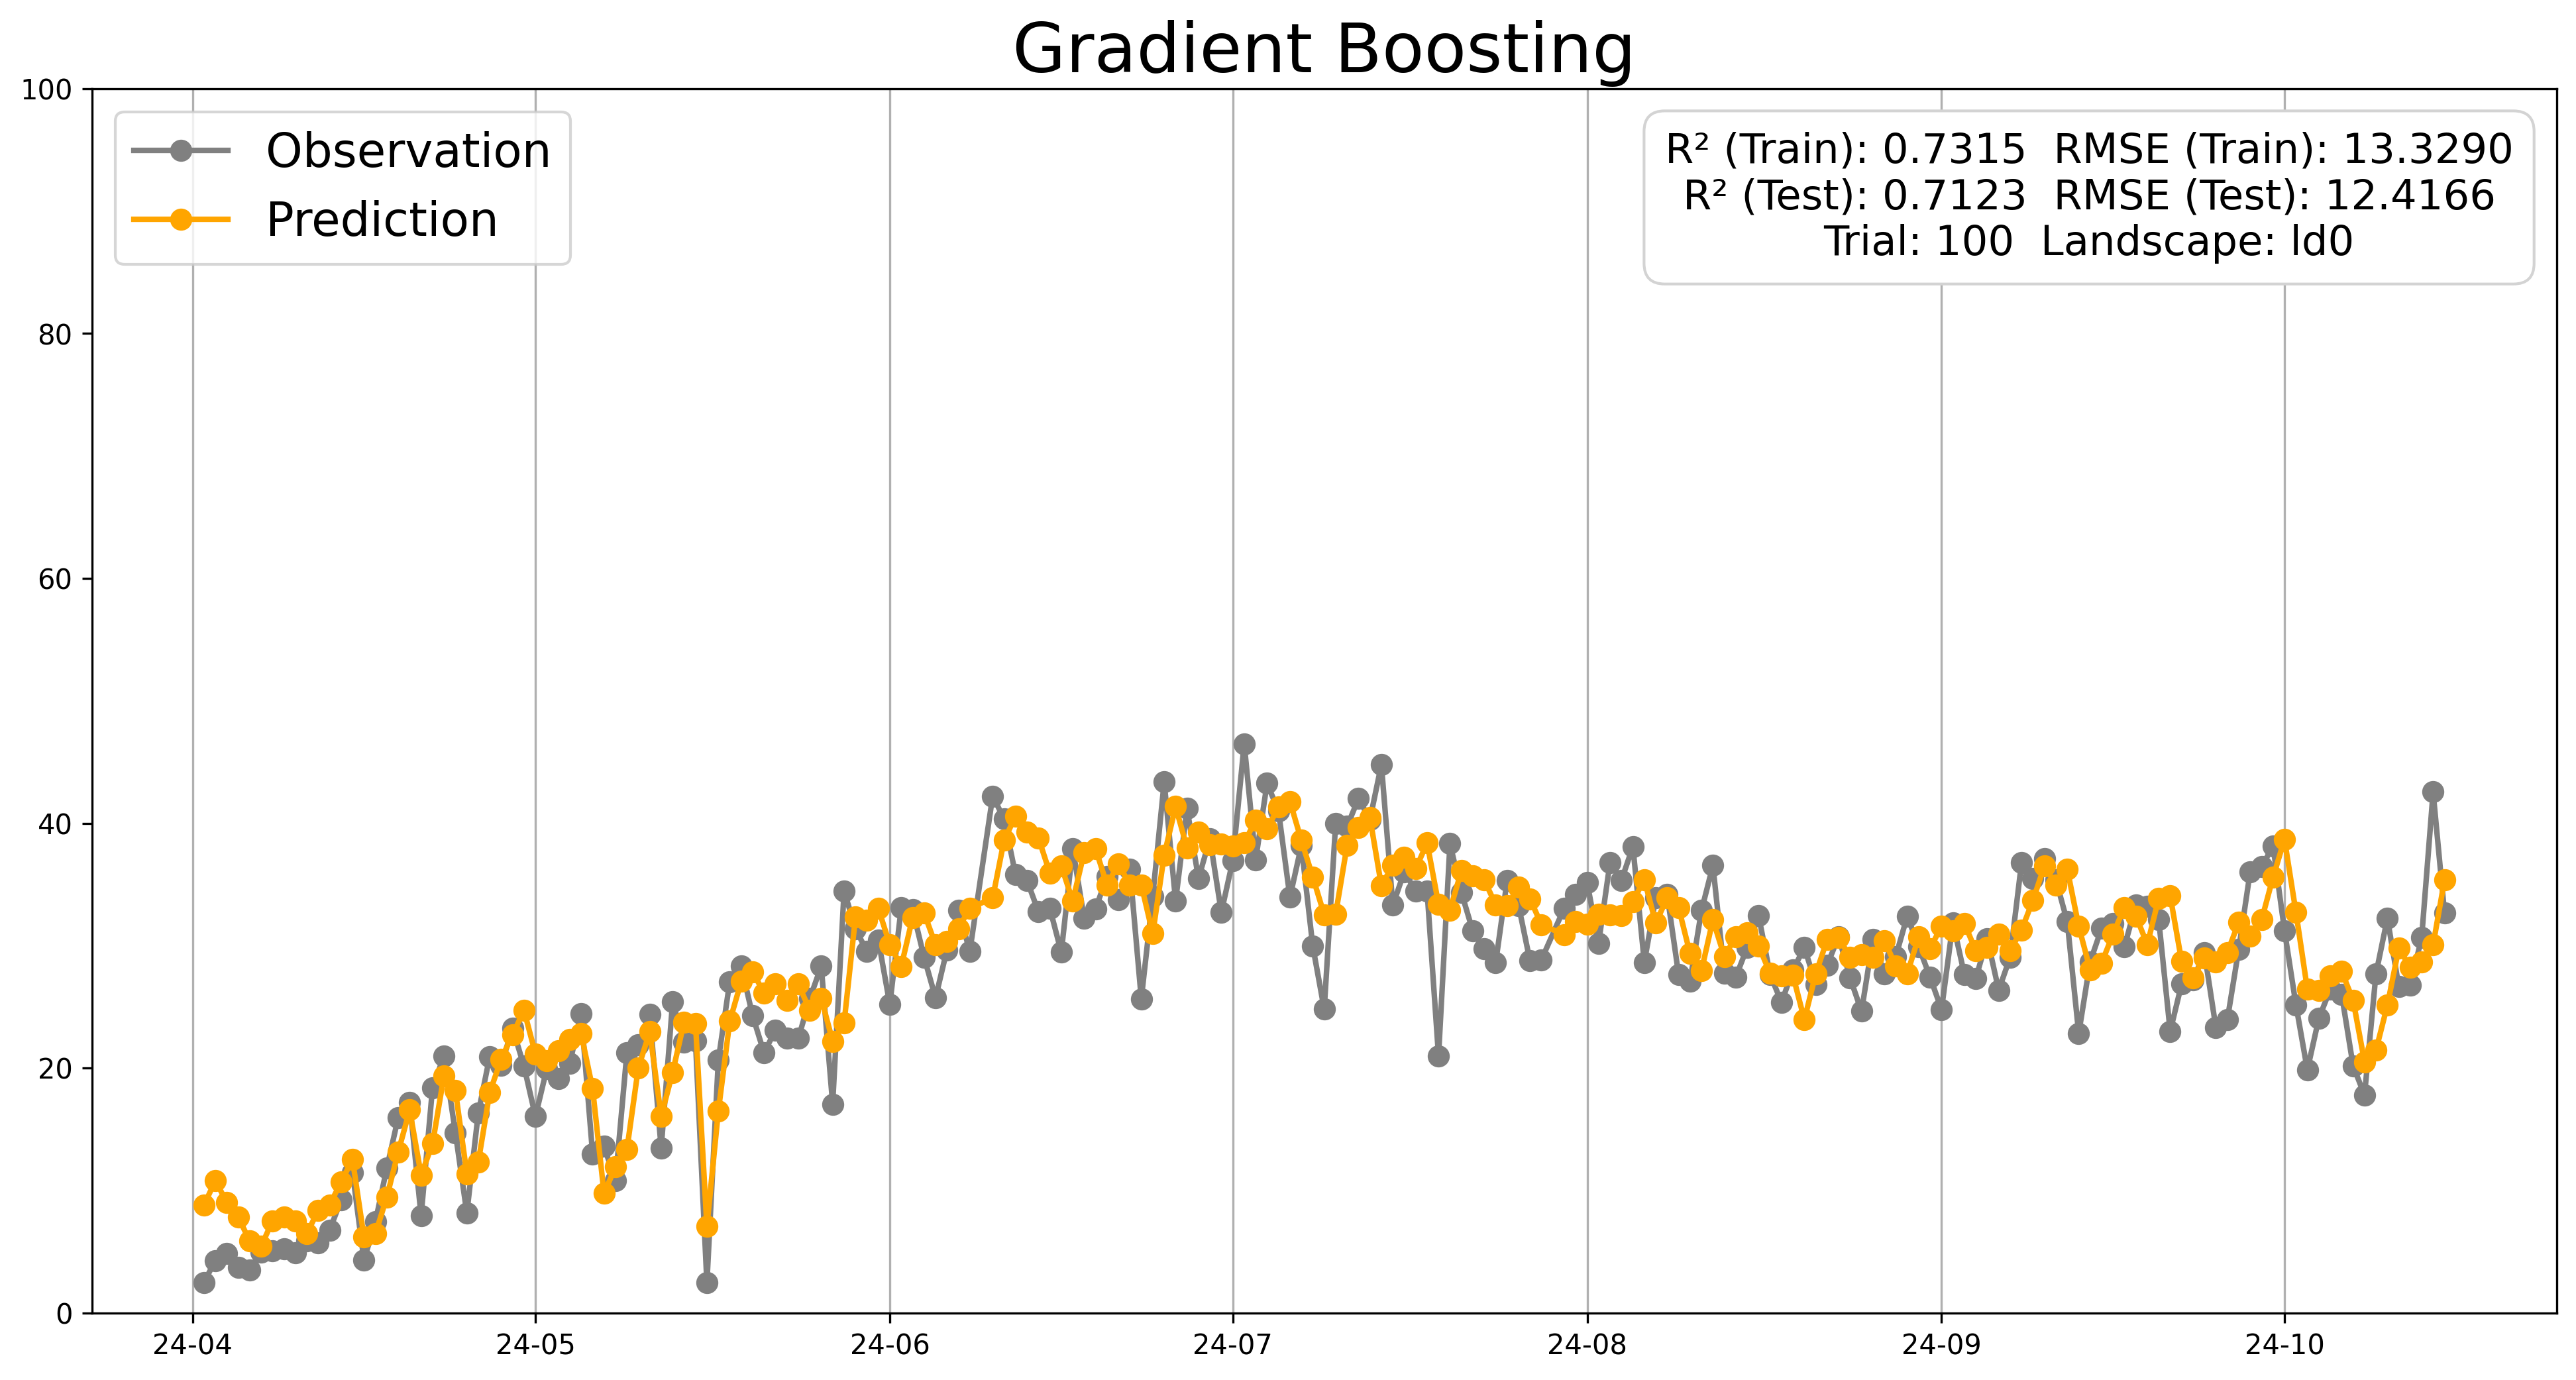 Gradient Boosting
100
80
60
40
20
0
Observation
Prediction
R² (Train): 0.7315  RMSE (Train): 13.3290
R² (Test): 0.7123  RMSE (Test): 12.4166
Trial: 100  Landscape: ld0
24-04 24-05 24-06 24-07 24-08 24-09 24-10